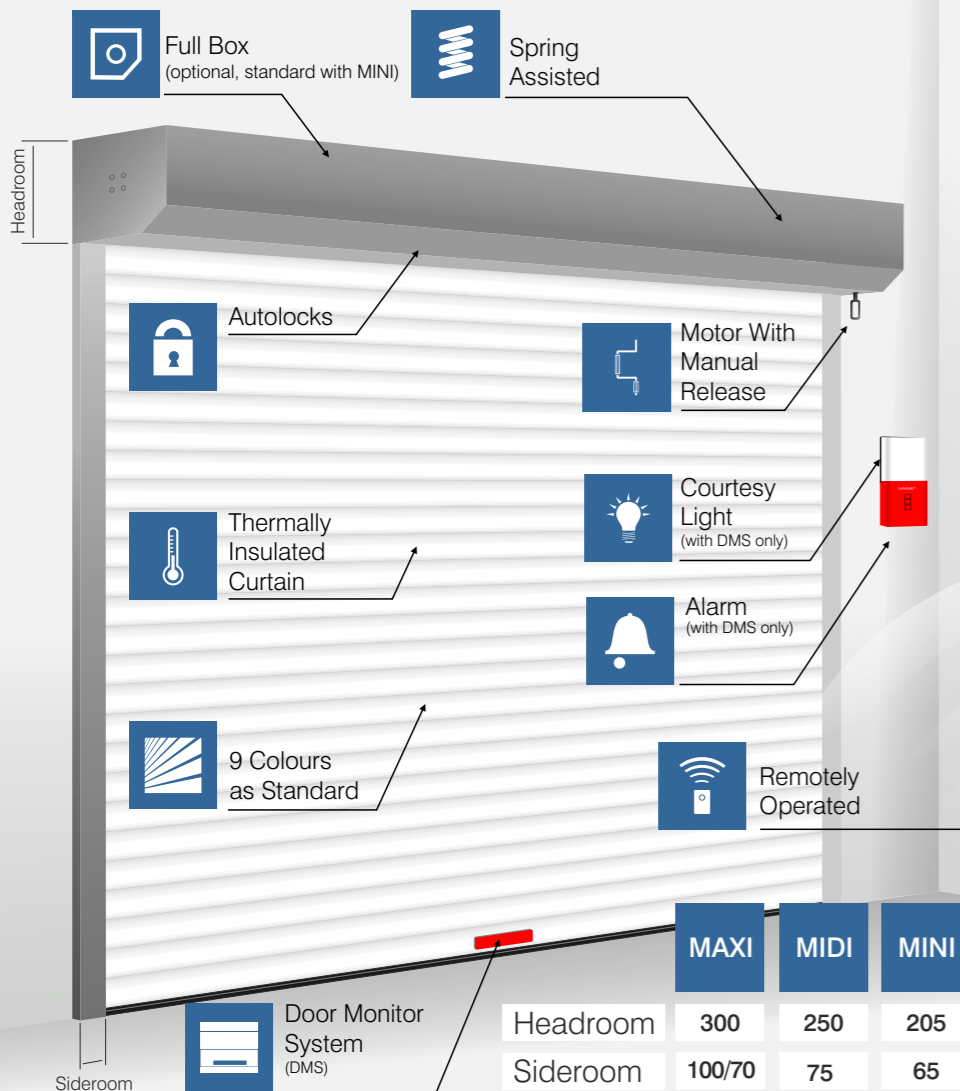 Full Box
(optional, standard with MINI)
Spring
Assisted
Headroom
Autolocks
Motor With
Manual
Release
Courtesy
Light
(with DMS only)
Thermally
Insulated
Curtain
Alarm
(with DMS only)
9 Colours
as Standard
Remotely
Operated
MAXI MIDI MINI
Door Monitor
System
(DMS)
Headroom 300 250 205
Sideroom 100/70 75 65
Sideroom